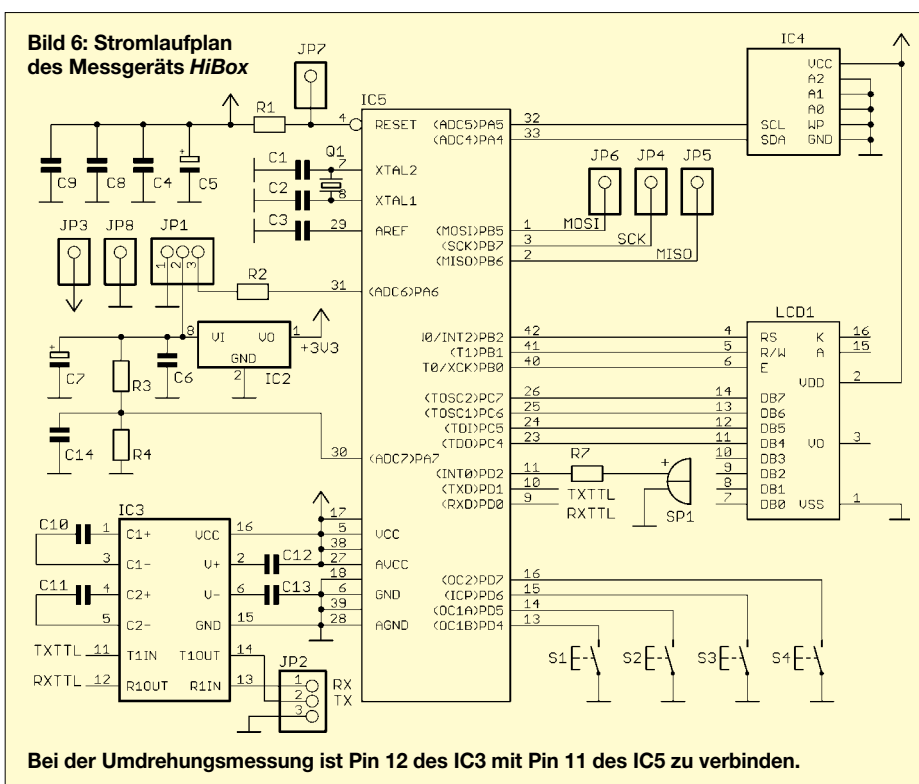 Bild 6: Stromlaufplan
des Messgeräts HiBox
JP7
IC4
VCC
A2
A1
A0
SCL WP
SDA GND
IC5
R1
4 RESET (ADC5)PA5 32
(ADC4)PA4 33
C9 C8 C4 C5
C1 Q1
7 XTAL2
C2
8 XTAL1
C3
29 AREF
JP6 JP4 JP5
(MOSI)PB5 1 MOSI
(SCK)PB7 3 SCK
(MISO)PB6 2 MISO
JP3 JP8 JP1
1 2 3
R2
31 (ADC6)PA6
LCD1
8 VI VO 1
+3V3
GND
2 IC2
C7 R3 C6
C14 R4
30 (ADC7)PA7
I0/INT2)PB2 42 4 RS K 16
(T1)PB1 41 5 R/W A 15
T0/XCK)PB0 40 6 E
VDD 2
(TOSC2)PC7 26 14 DB7
(TOSC1)PC6 25 13 DB6
(TDI)PC5 24 12 DB5
(TDO)PC4 23 11 DB4 VO 3
10 DB3
9 DB2
8 DB1
7 DB0 VSS 1
(INT0)PD2 11 R7 +
(TXD)PD1 10 TXTTL
(RXD)PD0 9 RXTTL
SP1
17
5 VCC
38
27 AVCC
18
6 GND
39
28 AGND
IC3
C10 1 C1+ VCC 16
3 C1- V+ 2 C12
C11 4 C2+ V- 6 C13
5 C2- GND 15
TXTTL 11 T1IN T1OUT 14
RXTTL 12 R1OUT R1IN 13
JP2
1 RX
2 TX
3
(OC2)PD7 16
(ICP)PD6 15
(OC1A)PD5 14
(OC1B)PD4 13
S1 S2 S3 S4
Bei der Umdrehungsmessung ist Pin 12 des IC3 mit Pin 11 des IC5 zu verbinden.